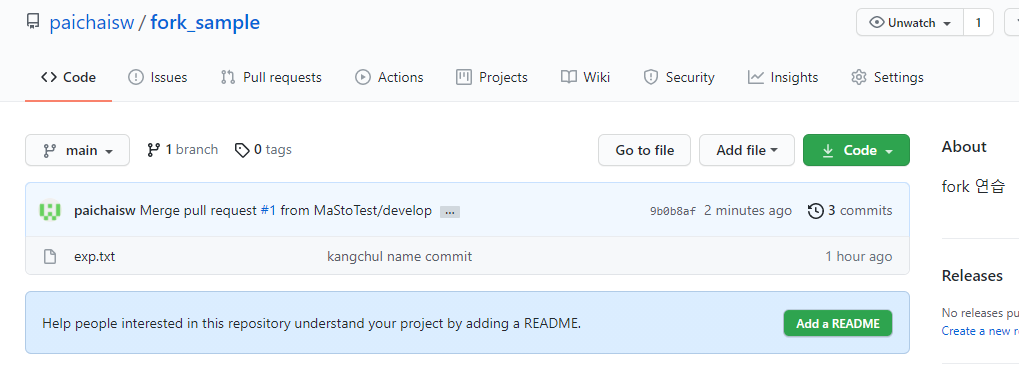 paichaisw / fork_sample
Unwatch 1
Code Issues Pull requests Actions Projects Wiki Security Insights Settings
main 1 branch 0 tags Go to file Add file Code
About
fork 연습
paichaisw Merge pull request #1 from MaStoTest/develop ... 9b0b8af 2 minutes ago 3 commits
exp.txt kangchul name commit 1 hour ago
Releases
No releases pu
Create a new r
Help people interested in this repository understand your project by adding a README. Add a README